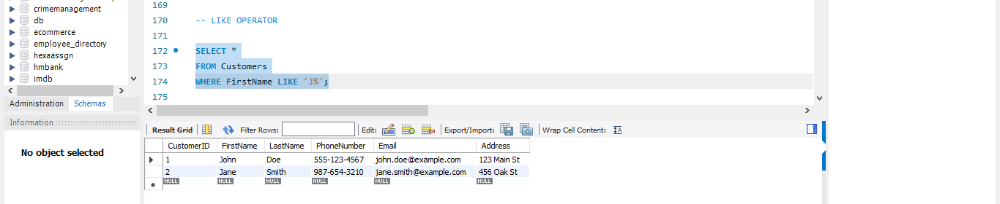 crimemanagement
db
ecommerce
employee_directory
hexaassgn
hmbank
imdb
Administration Schemas
Information
No object selected
169
170 -- LIKE OPERATOR
171
172 SELECT *
173 FROM Customers
174 WHERE FirstName LIKE 'J%';
175
Result Grid Filter Rows: Edit: Export/Import: Wrap Cell Content: IA
CustomerID FirstName LastName PhoneNumber Email Address
1 John Doe 555-123-4567 john.doe@example.com 123 Main St
2 Jane Smith 987-654-3210 jane.smith@example.com 456 Oak St
NULL NULL NULL NULL NULL NULL